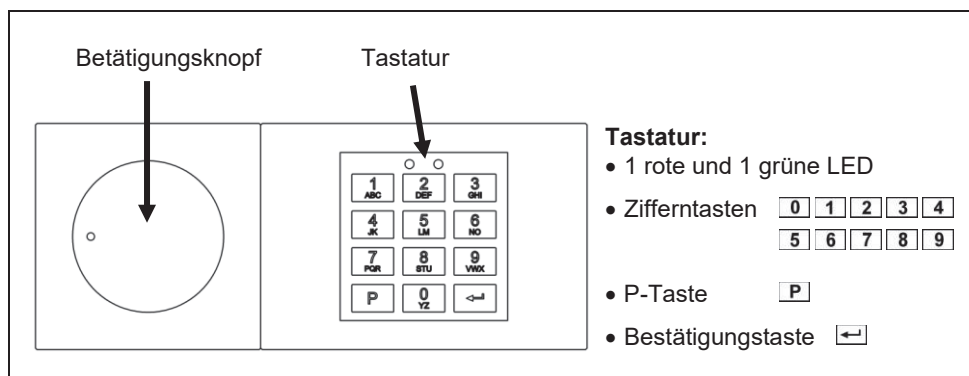 Betätigungsknopf Tastatur
1 2 3
ABC DEF GHI
4 5 6
JK LM NO
7 8 9
PQR STU VWX
P 0
YZ
Tastatur:
• 1 rote und 1 grüne LED
• Zifferntasten 0 1 2 3 4
5 6 7 8 9
• P-Taste P
• Bestätigungstaste